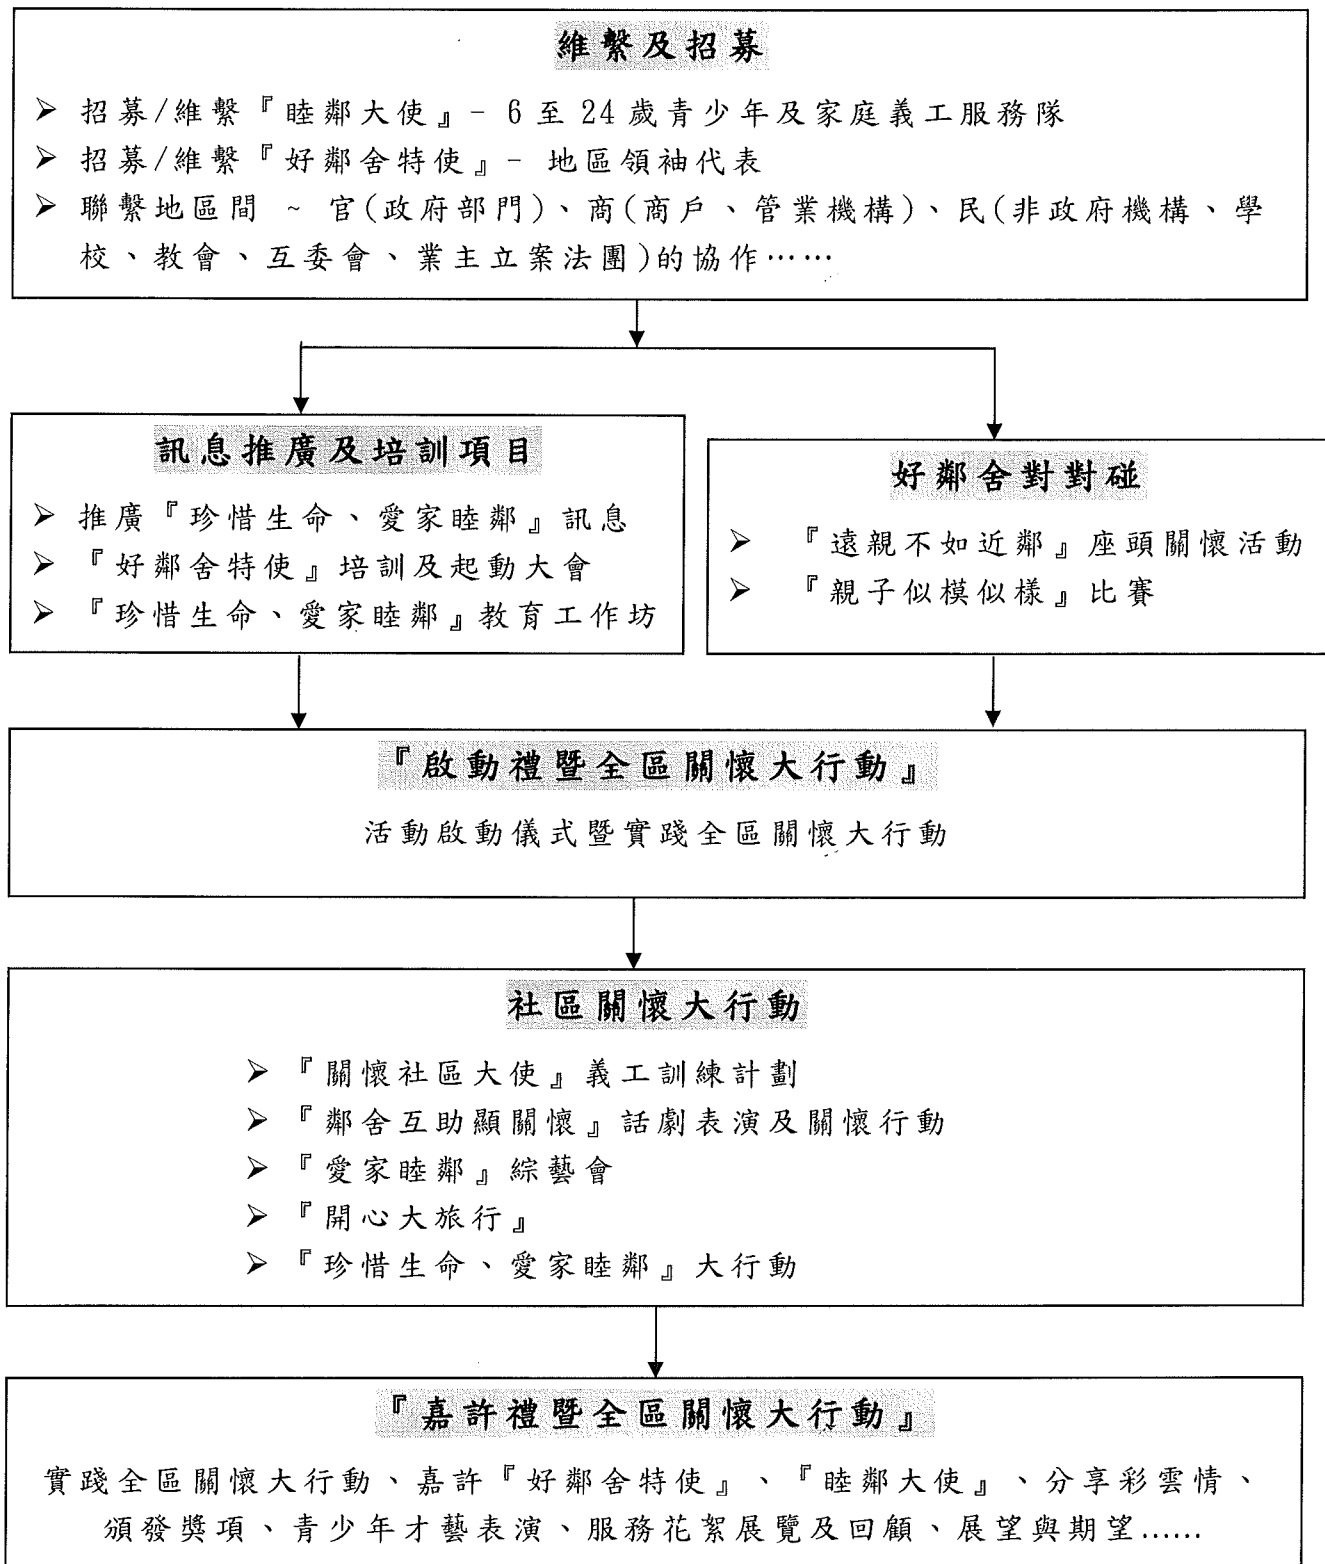 維繫及招募
➢ 招募/維繫『睦鄰大使』- 6 至 24 歲青少年及家庭義工服務隊
➢ 招募/維繫『好鄰舍特使』- 地區領袖代表
➢ 聯繫地區間 ~ 官(政府部門)、商(商戶、管業機構)、民(非政府機構、學
校、教會、互委會、業主立案法團)的協作……
訊息推廣及培訓項目
➢ 推廣『珍惜生命、愛家睦鄰』訊息
➢ 『好鄰舍特使』培訓及起動大會
➢ 『珍惜生命、愛家睦鄰』教育工作坊
好鄰舍對對碰
➢ 『遠親不如近鄰』座頭關懷活動
➢ 『親子似模似樣』比賽
『啟動禮暨全區關懷大行動』
活動啟動儀式暨實踐全區關懷大行動
社區關懷大行動
➢ 『關懷社區大使』義工訓練計劃
➢ 『鄰舍互助顯關懷』話劇表演及關懷行動
➢ 『愛家睦鄰』綜藝會
➢ 『開心大旅行』
➢ 『珍惜生命、愛家睦鄰』大行動
『嘉許禮暨全區關懷大行動』
實踐全區關懷大行動、嘉許『好鄰舍特使』、『睦鄰大使』、分享彩雲情、
頒發獎項、青少年才藝表演、服務花絮展覽及回顧、展望與期望……